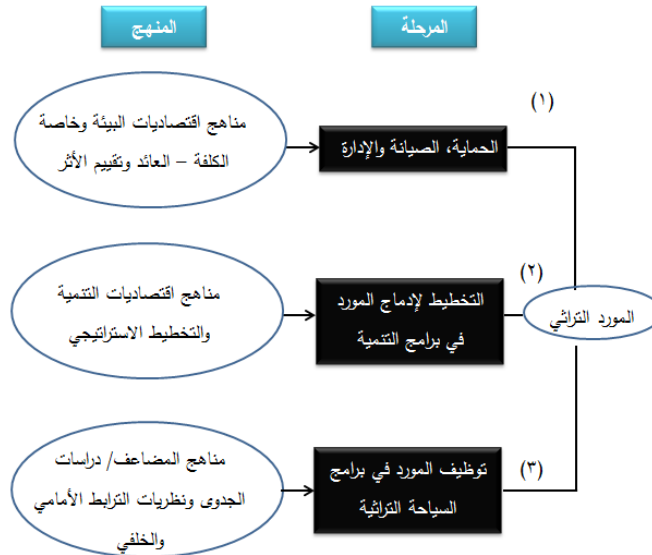 المرحلة
المنهج
(١)
الحماية، الصيانة والإدارة
مناهج اقتصاديات البيئة وخاصة
الكلفة – العائد وتقييم الأثر
المورد التراثي
(٢)
التخطيط لإدماج المورد
في برامج التنمية
مناهج اقتصاديات التنمية
والتخطيط الاستراتيجي
(٣)
توظيف المورد في برامج
السياحة التراثية
مناهج المضاعف/ دراسات
الجدوى ونظريات الترابط الأمامي
والخلفي